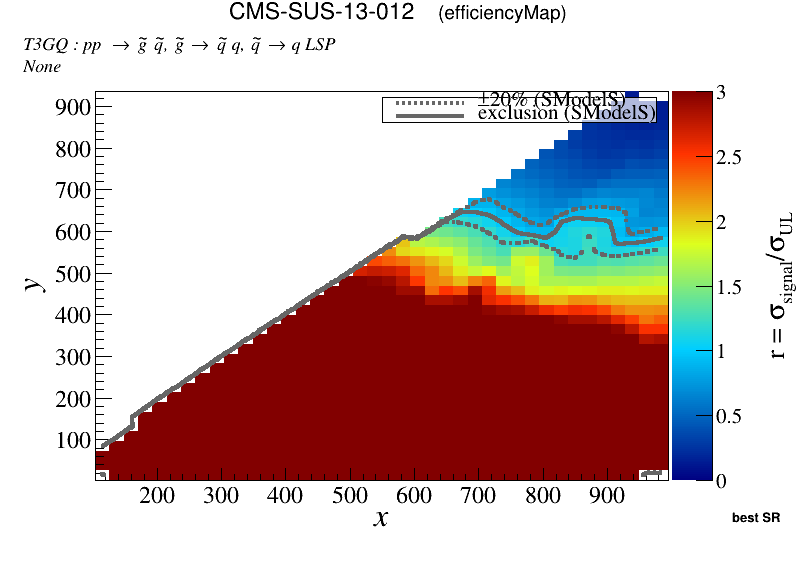 CMS-SUS-13-012 (efficiencyMap)
T3GQ : pp → g̃ q̃, g̃ → q̃ q, q̃ → q LSP
None
±20% (SModelS)
exclusion (SModelS)
900
800
700
600
500
400
300
200
100
y
200 300 400 500 600 700 800 900
x
3
2.5
2
1.5
1
0.5
0
r = σsignal/σUL
best SR